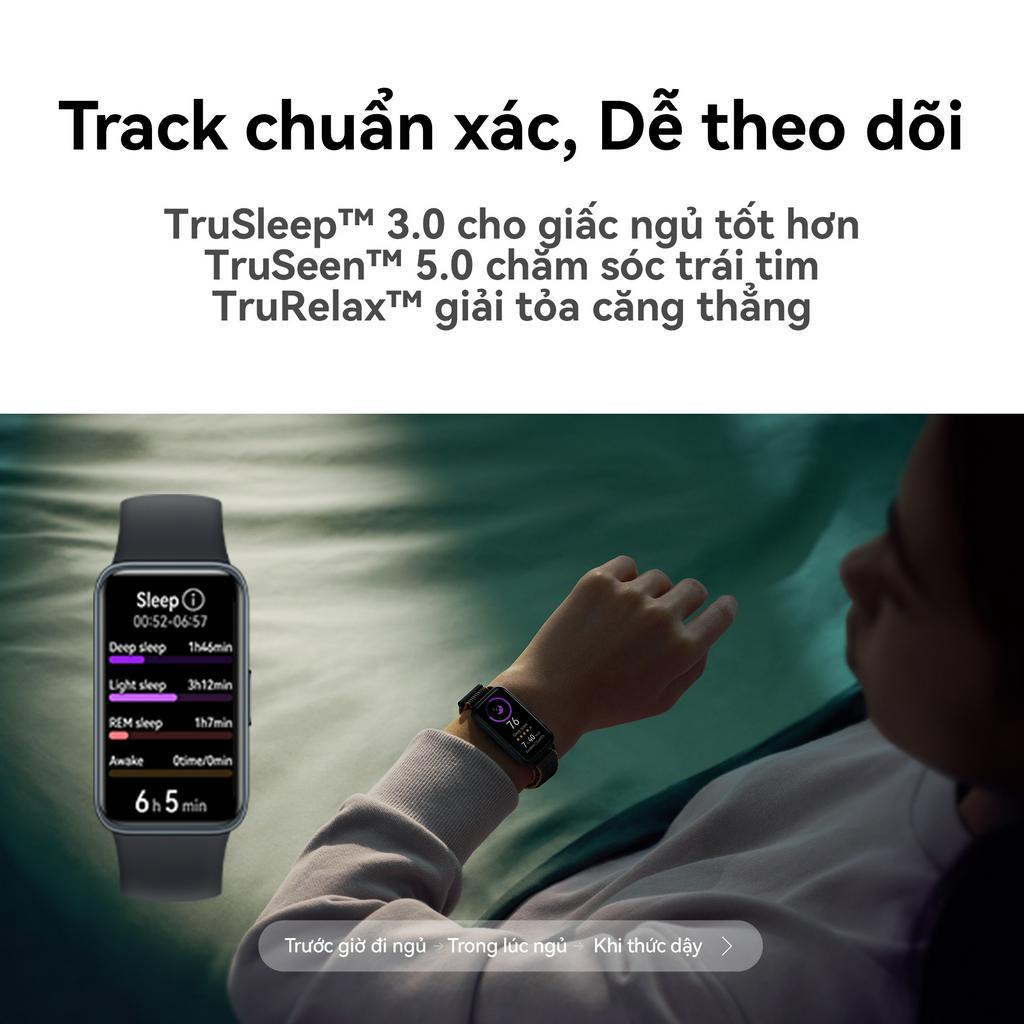 Track chuẩn xác, Dễ theo dõi
TruSleep™ 3.0 cho giấc ngủ tốt hơn
TruSeen™ 5.0 chăm sóc trái tim
TruRelax™ giải tỏa căng thẳng
Sleep
00:52-06:57
Deep sleep 1h46min
Light sleep 3h12min
REM sleep 1h7min
Awake 0time/0min
6 h 5 min
76
Trước giờ đi ngủ → Trong lúc ngủ → Khi thức dậy >